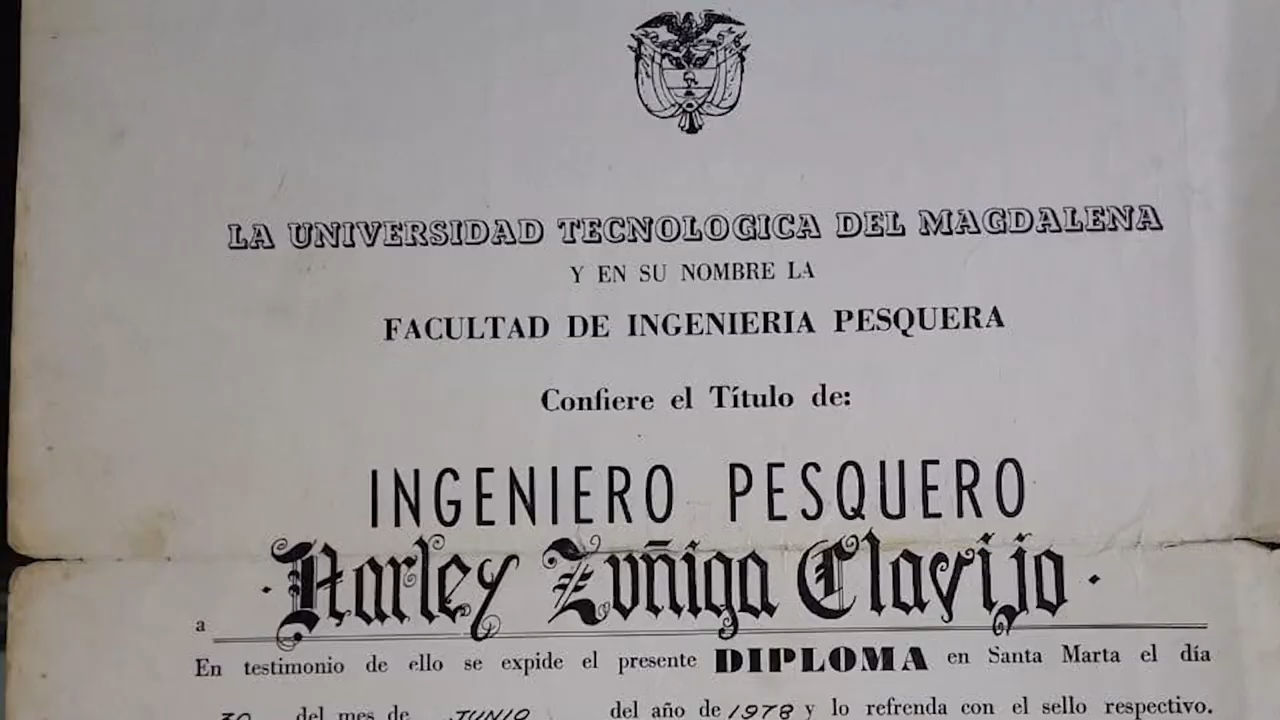 LA UNIVERSIDAD TECNOLOGICA DEL MAGDALENA
Y EN SU NOMBRE LA
FACULTAD DE INGENIERIA PESQUERA
Confiere el Título de:
INGENIERO PESQUERO
a Harley Zuñiga Clavijo
En testimonio de ello se expide el presente DIPLOMA en Santa Marta el día
30 del mes de JUNIO del año de 1978 y lo refrenda con el sello respectivo.